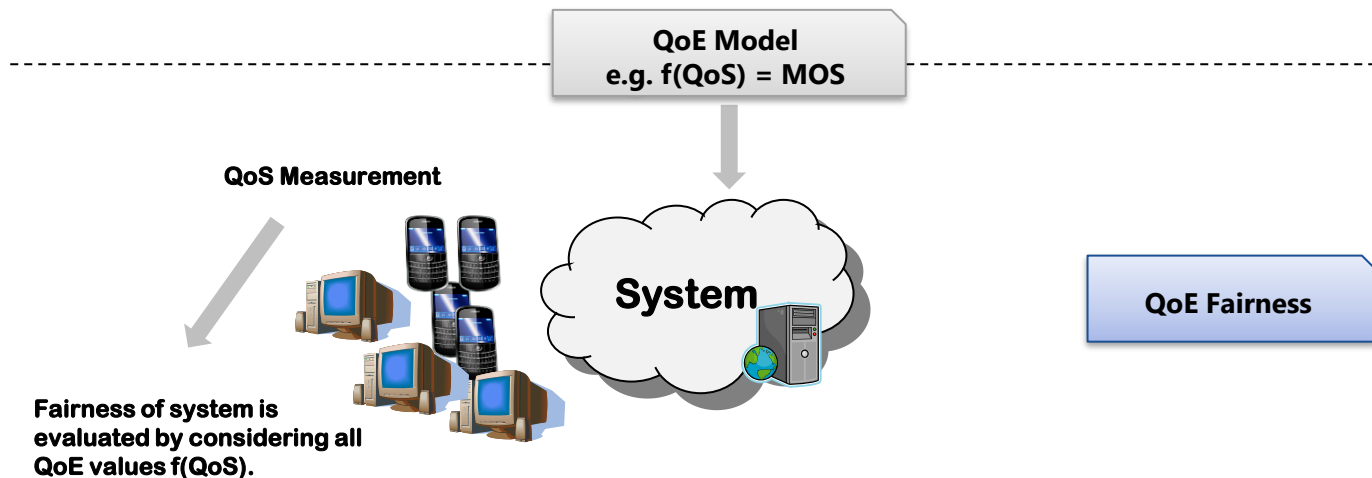 QoE Model
e.g. f(QoS) = MOS
QoS Measurement
System
QoE Fairness
Fairness of system is
evaluated by considering all
QoE values f(QoS).